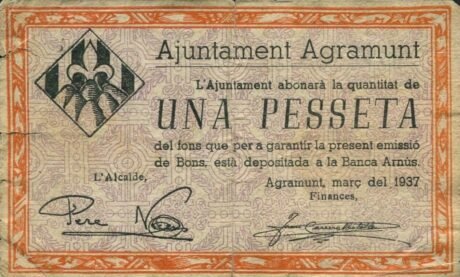 Ajuntament Agramunt
L'Ajuntament abonarà la quantitat de
UNA PESSETA
del fons que per a garantir la present emissió
de Bons, està depositada a la Banca Arnùs.
Agramunt, març del 1937
L'Alcalde,
Finances,
Pere